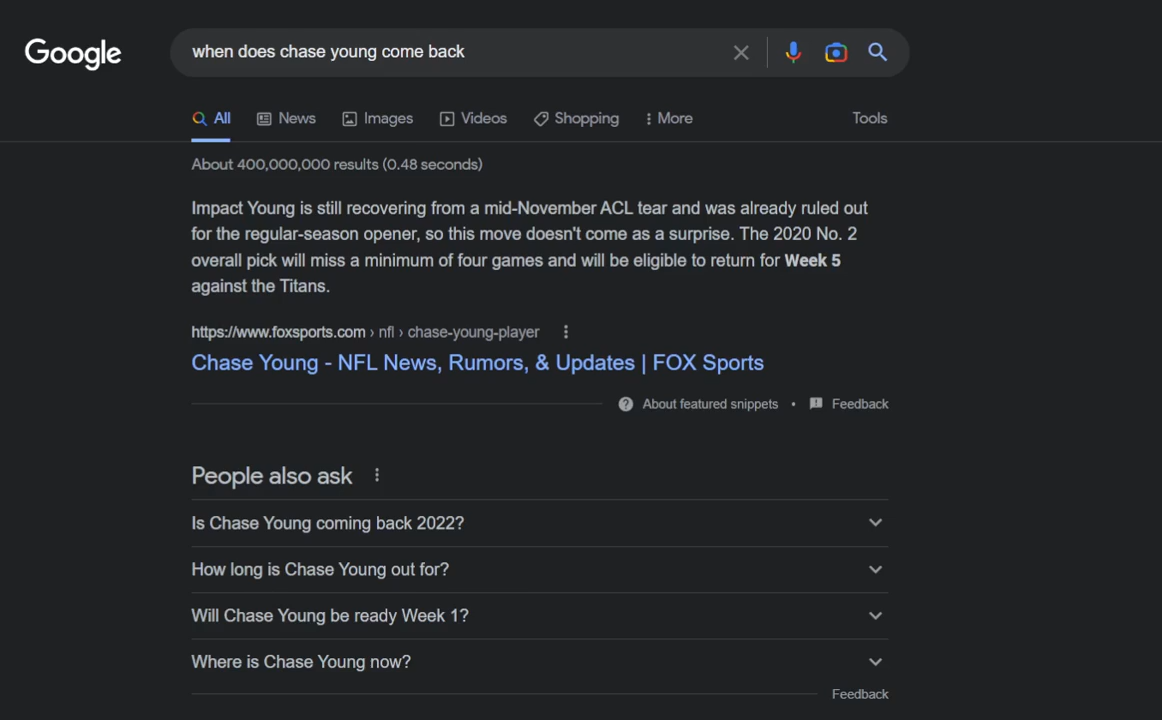 Google
when does chase young come back
All News Images Videos Shopping More Tools
About 400,000,000 results (0.48 seconds)
Impact Young is still recovering from a mid-November ACL tear and was already ruled out
for the regular-season opener, so this move doesn't come as a surprise. The 2020 No. 2
overall pick will miss a minimum of four games and will be eligible to return for Week 5
against the Titans.
https://www.foxsports.com › nfl › chase-young-player
Chase Young - NFL News, Rumors, & Updates | FOX Sports
About featured snippets • Feedback
People also ask
Is Chase Young coming back 2022?
How long is Chase Young out for?
Will Chase Young be ready Week 1?
Where is Chase Young now?
Feedback